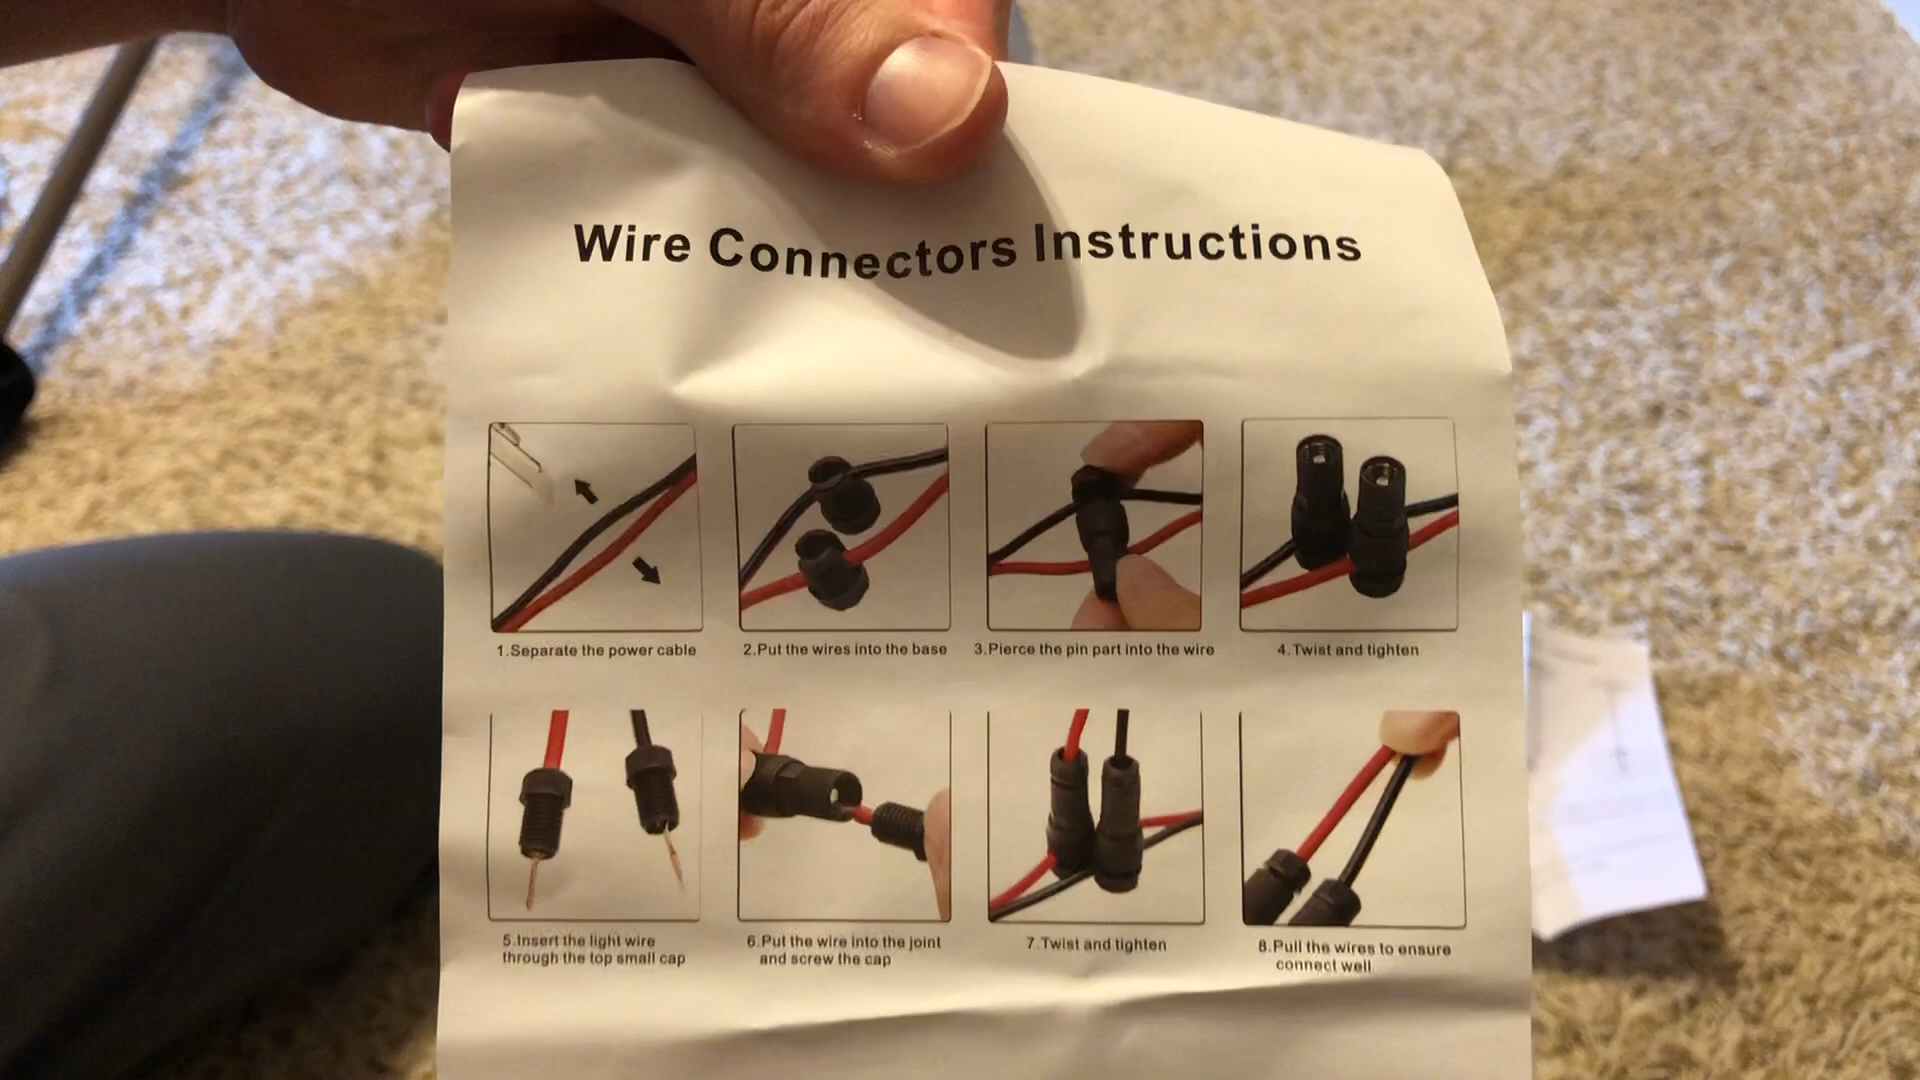 Wire Connectors Instructions
1.Separate the power cable
2.Put the wires into the base
3.Pierce the pin part into the wire
4.Twist and tighten
5.Insert the light wire
through the top small cap
6.Put the wire into the joint
and screw the cap
7.Twist and tighten
8.Pull the wires to ensure
connect well